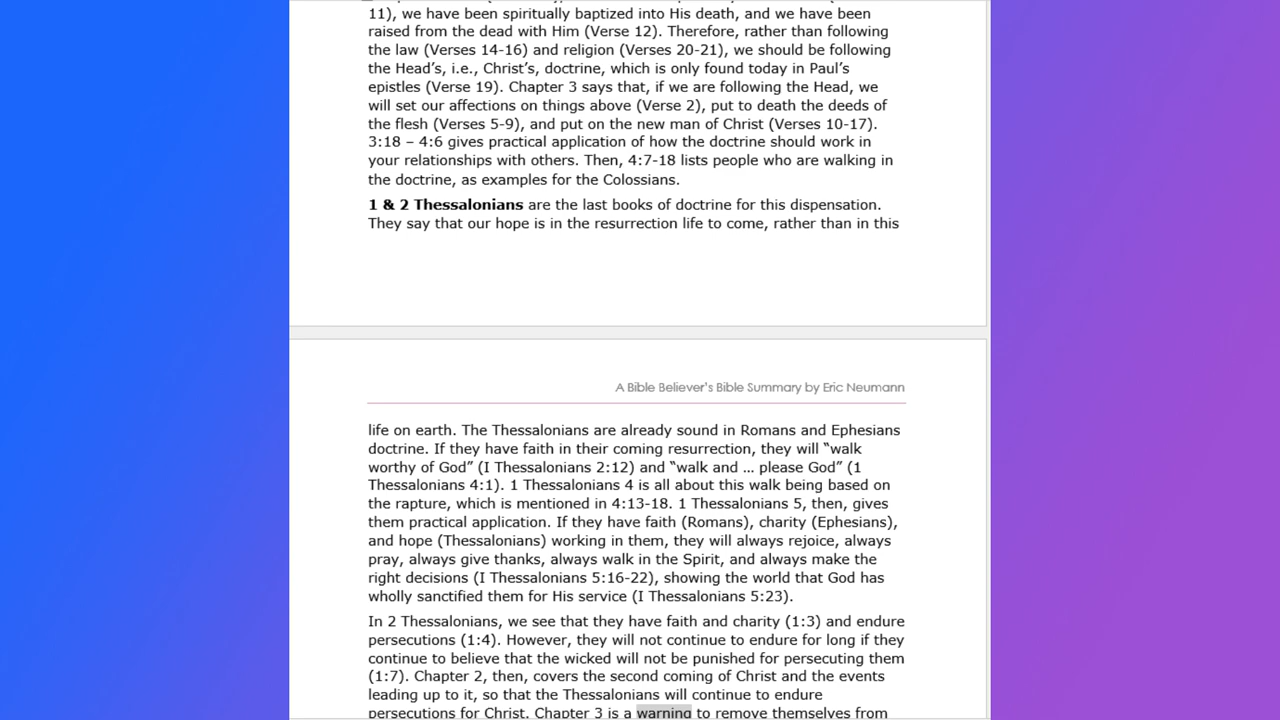 11), we have been spiritually baptized into His death, and we have been
raised from the dead with Him (Verse 12). Therefore, rather than following
the law (Verses 14-16) and religion (Verses 20-21), we should be following
the Head’s, i.e., Christ’s, doctrine, which is only found today in Paul’s
epistles (Verse 19). Chapter 3 says that, if we are following the Head, we
will set our affections on things above (Verse 2), put to death the deeds of
the flesh (Verses 5-9), and put on the new man of Christ (Verses 10-17).
3:18 – 4:6 gives practical application of how the doctrine should work in
your relationships with others. Then, 4:7-18 lists people who are walking in
the doctrine, as examples for the Colossians.
1 & 2 Thessalonians are the last books of doctrine for this dispensation.
They say that our hope is in the resurrection life to come, rather than in this
A Bible Believer’s Bible Summary by Eric Neumann
life on earth. The Thessalonians are already sound in Romans and Ephesians
doctrine. If they have faith in their coming resurrection, they will “walk
worthy of God” (I Thessalonians 2:12) and “walk and … please God” (1
Thessalonians 4:1). 1 Thessalonians 4 is all about this walk being based on
the rapture, which is mentioned in 4:13-18. 1 Thessalonians 5, then, gives
them practical application. If they have faith (Romans), charity (Ephesians),
and hope (Thessalonians) working in them, they will always rejoice, always
pray, always give thanks, always walk in the Spirit, and always make the
right decisions (I Thessalonians 5:16-22), showing the world that God has
wholly sanctified them for His service (I Thessalonians 5:23).
In 2 Thessalonians, we see that they have faith and charity (1:3) and endure
persecutions (1:4). However, they will not continue to endure for long if they
continue to believe that the wicked will not be punished for persecuting them
(1:7). Chapter 2, then, covers the second coming of Christ and the events
leading up to it, so that the Thessalonians will continue to endure
persecutions for Christ. Chapter 3 is a warning to remove themselves from